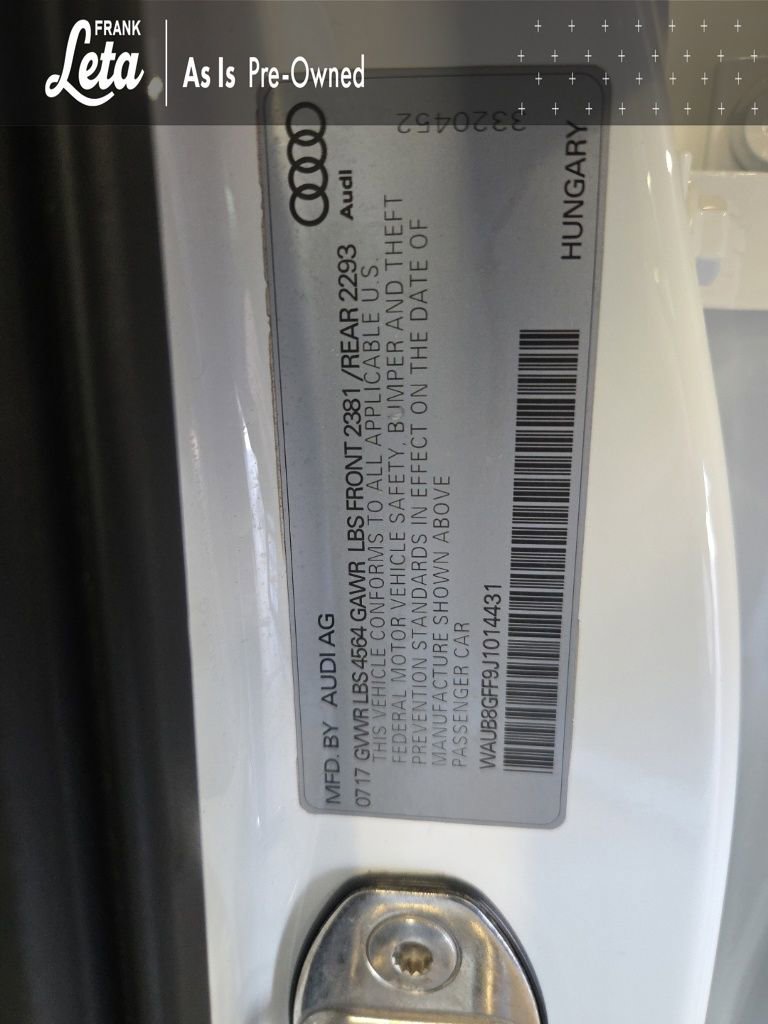 FRANK
Leta
As Is Pre-Owned
3320452
Audi
HUNGARY
MFD. BY AUDI AG
0717 GVWR LBS 4564 GAWR LBS FRONT 2381 /REAR 2293
THIS VEHICLE CONFORMS TO ALL APPLICABLE U.S.
FEDERAL MOTOR VEHICLE SAFETY, BUMPER AND THEFT
PREVENTION STANDARDS IN EFFECT ON THE DATE OF
MANUFACTURE SHOWN ABOVE
PASSENGER CAR
WAUB8GFF9J1014431